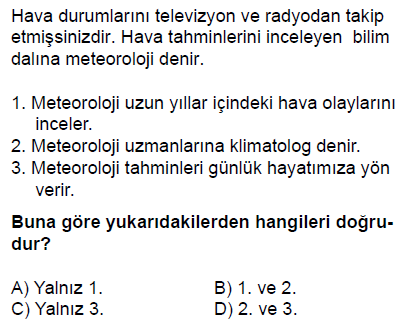 Hava durumlarını televizyon ve radyodan takip
etmişsinizdir. Hava tahminlerini inceleyen bilim
dalına meteoroloji denir.
1. Meteoroloji uzun yıllar içindeki hava olaylarını
inceler.
2. Meteoroloji uzmanlarına klimatolog denir.
3. Meteoroloji tahminleri günlük hayatımıza yön
verir.
Buna göre yukarıdakilerden hangileri doğru-
dur?
A) Yalnız 1. B) 1. ve 2.
C) Yalnız 3. D) 2. ve 3.